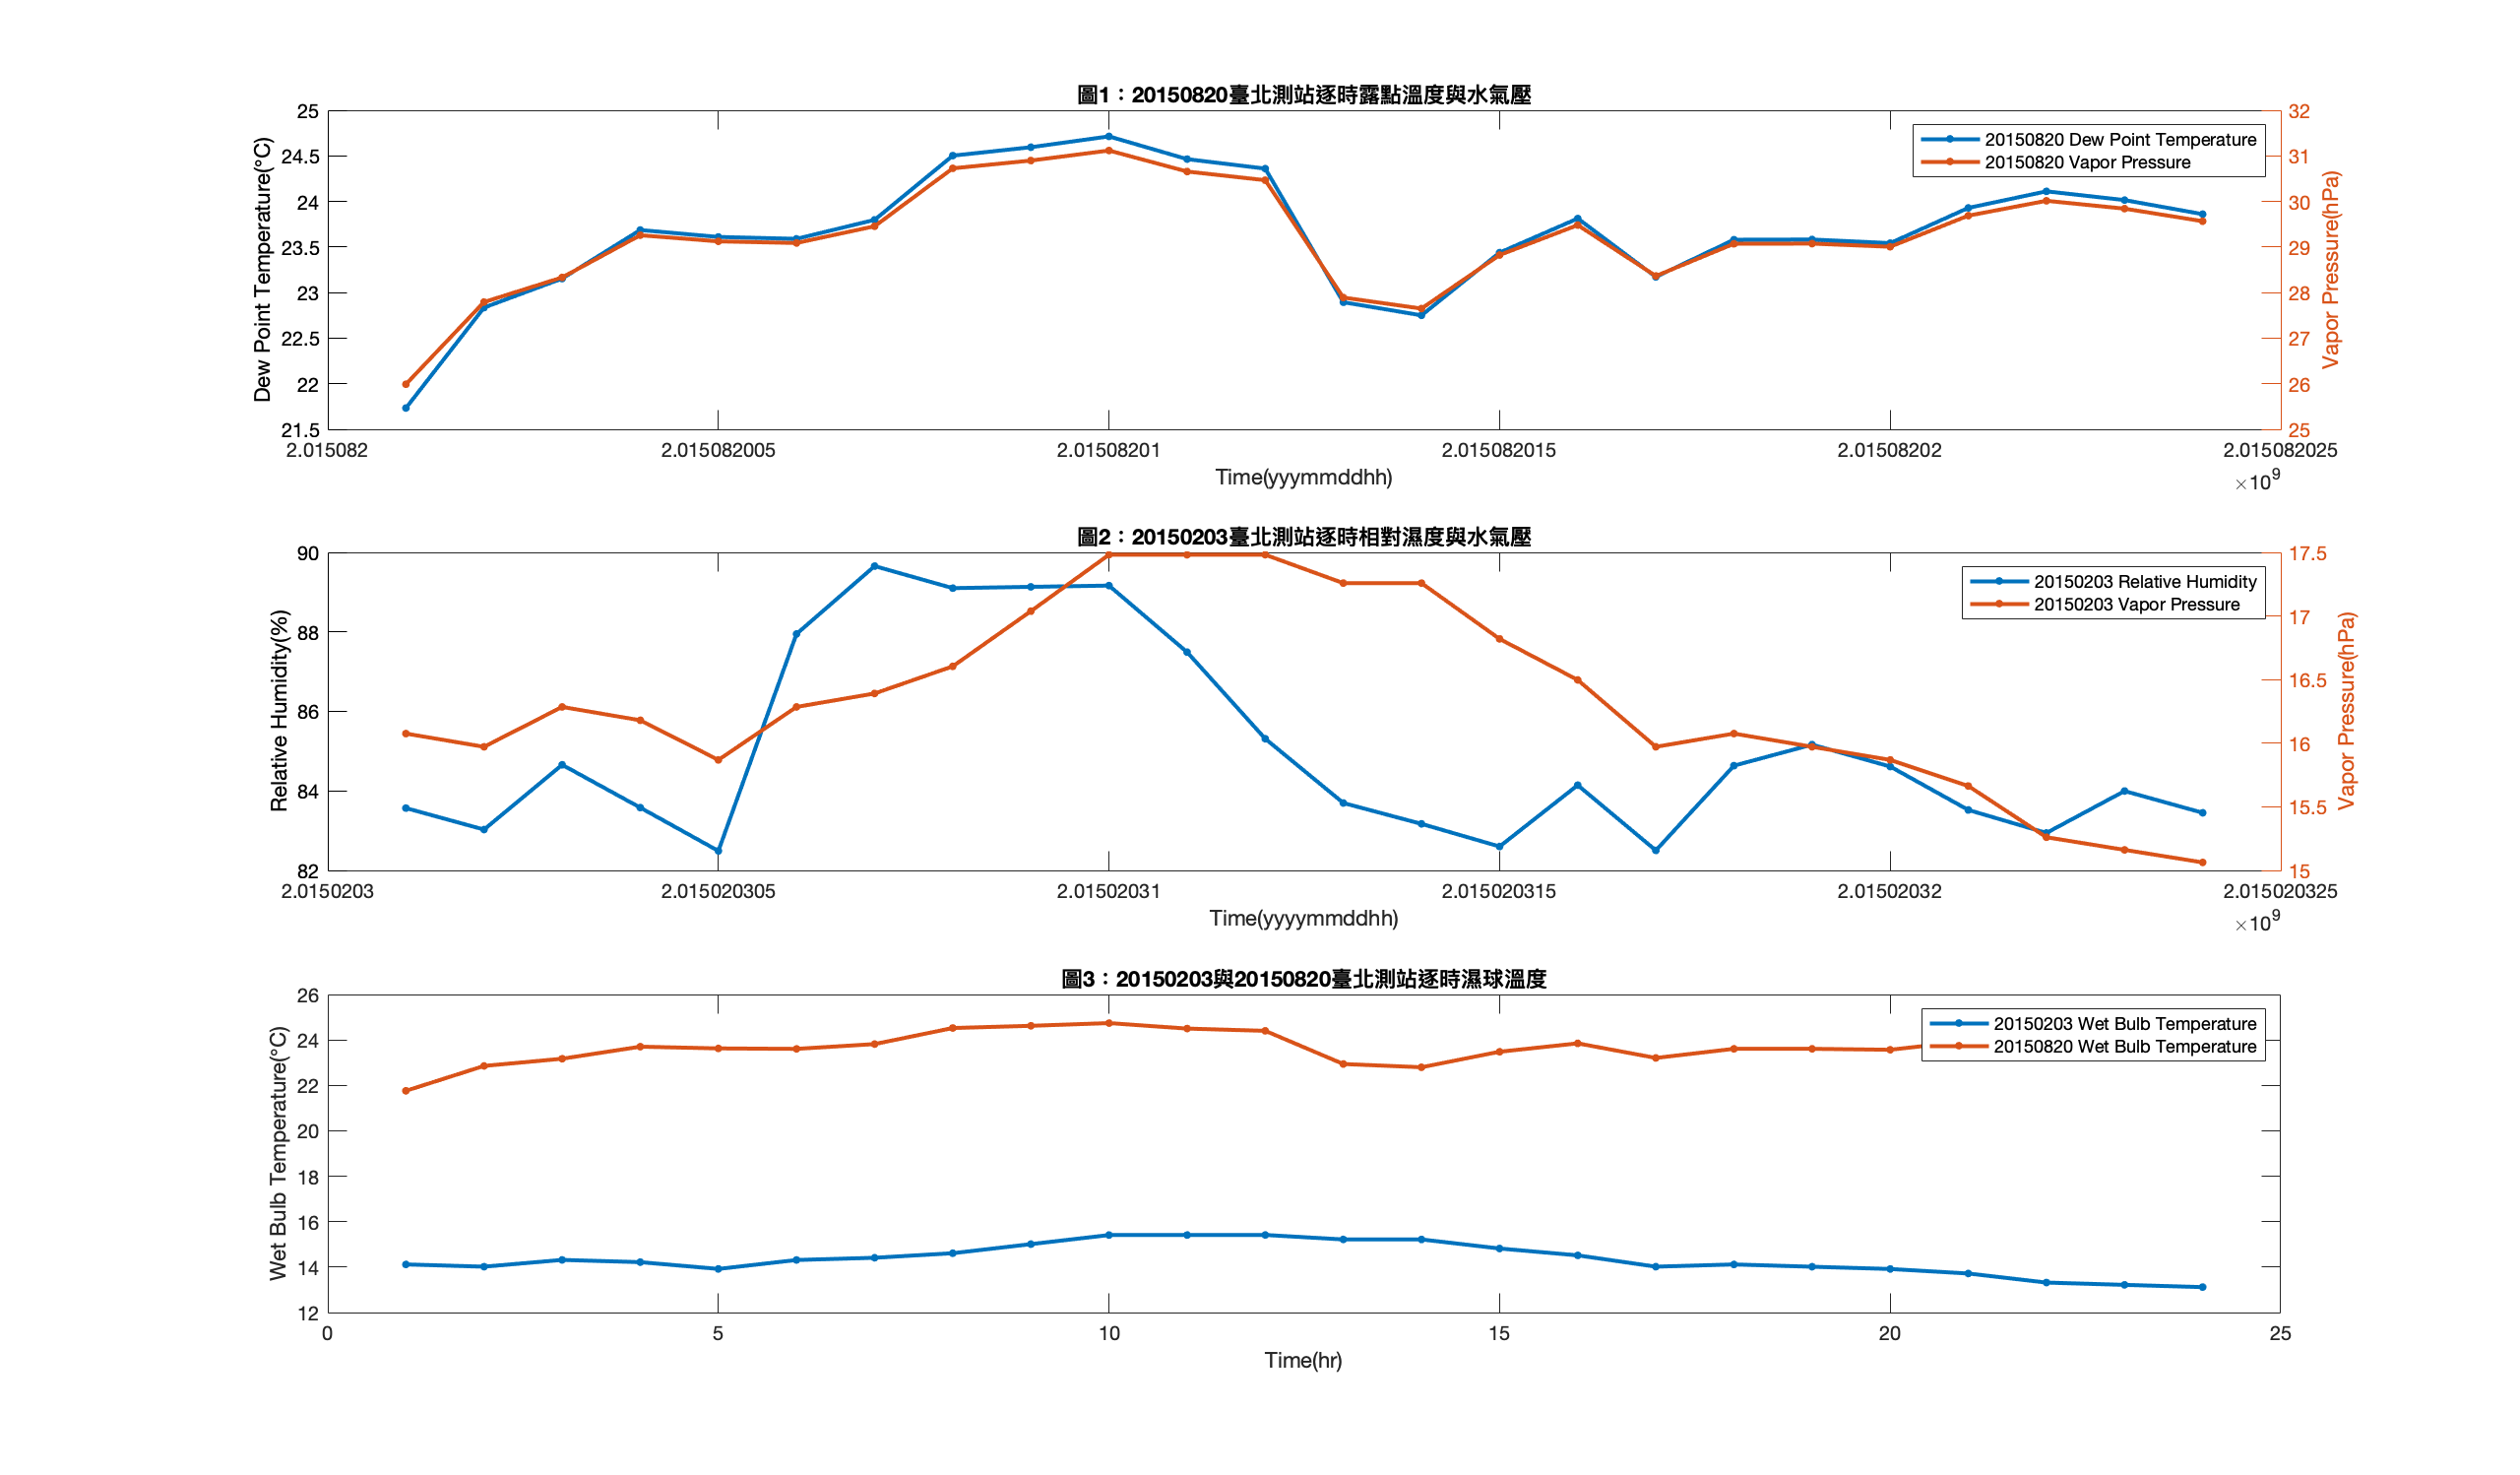 圖1：20150820臺北測站逐時露點溫度與水氣壓
Dew Point Temperature(°C)
25
24.5
24
23.5
23
22.5
22
21.5
32
31
30
29
28
27
26
25
Vapor Pressure(hPa)
20150820 Dew Point Temperature
20150820 Vapor Pressure
2.015082 2.015082005 2.01508201 2.015082015 2.01508202 2.015082025
Time(yyymmddhh)
×10^9
圖2：20150203臺北測站逐時相對濕度與水氣壓
Relative Humidity(%)
90
88
86
84
82
17.5
17
16.5
16
15.5
15
Vapor Pressure(hPa)
20150203 Relative Humidity
20150203 Vapor Pressure
2.0150203 2.015020305 2.01502031 2.015020315 2.01502032 2.015020325
Time(yyyymmddhh)
×10^9
圖3：20150203與20150820臺北測站逐時濕球溫度
Wet Bulb Temperature(°C)
26
24
22
20
18
16
14
12
20150203 Wet Bulb Temperature
20150820 Wet Bulb Temperature
0 5 10 15 20 25
Time(hr)